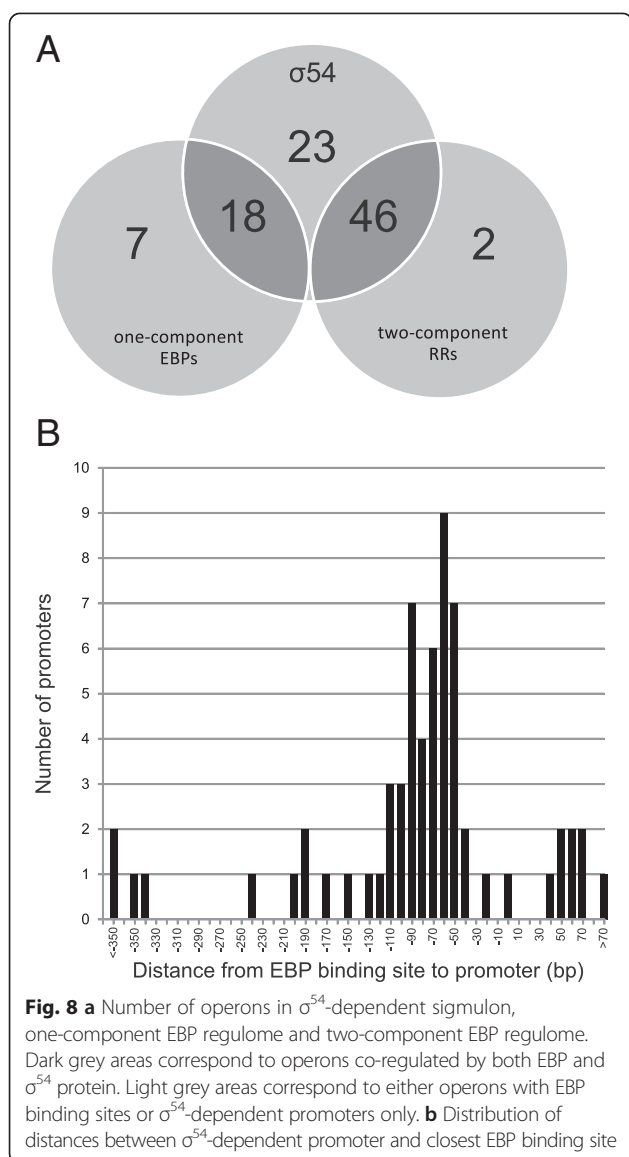 A
σ54
23
18
46
7
2
one-component
EBPs
two-component
RRs
B
10
9
8
7
6
5
4
3
2
1
0
Number of promoters
<-350
-350
-330
-310
-290
-270
-250
-230
-210
-190
-170
-150
-130
-110
-90
-70
-50
-30
-10
10
30
50
70
>70
Distance from EBP binding site to promoter (bp)
Fig. 8 a Number of operons in σ54-dependent sigmulon,
one-component EBP regulome and two-component EBP regulome.
Dark grey areas correspond to operons co-regulated by both EBP and
σ54 protein. Light grey areas correspond to either operons with EBP
binding sites or σ54-dependent promoters only. b Distribution of
distances between σ54-dependent promoter and closest EBP binding site